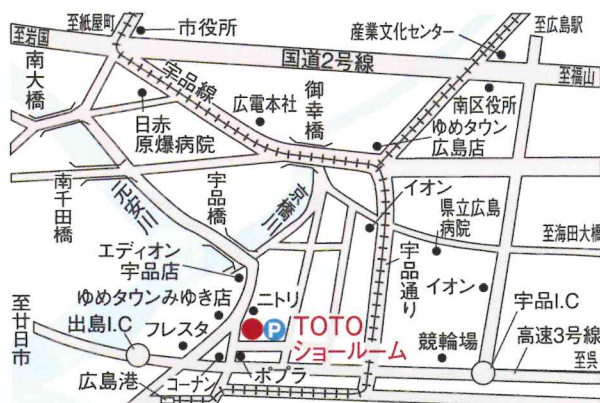 至紙屋町
市役所
産業文化センター
至広島駅
至岩国
国道2号線
至福山
南大橋
宇品線
御幸橋
広電本社
南区役所
日赤
原爆病院
ゆめタウン
広島店
南千田橋
元安川
宇品橋
京橋川
イオン
県立広島
病院
至海田大橋
エディオン
宇品店
宇品通り
ゆめタウンみゆき店
ニトリ
イオン
宇品I.C
至廿日市
出島I.C
フレスタ
P
TOTO
ショールーム
競輪場
高速3号線
至呉
広島港
コーナン
ポプラ